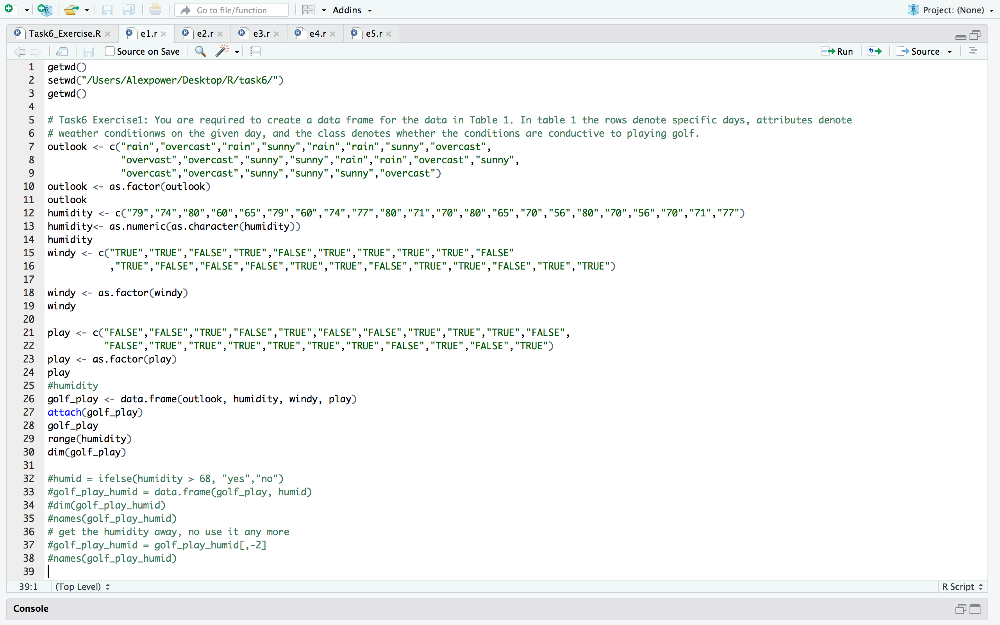 Go to file/function Addins Project: (None)
Task6_Exercise.R e1.r e2.r e3.r e4.r e5.r
Source on Save Run Source
1 getwd()
2 setwd("/Users/Alexpower/Desktop/R/task6/")
3 getwd()
4
5 # Task6 Exercise1: You are required to create a data frame for the data in Table 1. In table 1 the rows denote specific days, attributes denote
6 # weather conditionws on the given day, and the class denotes whether the conditions are conductive to playing golf.
7 outlook <- c("rain","overcast","rain","sunny","rain","rain","sunny","overcast",
8 "overvast","overcast","sunny","sunny","rain","rain","overcast","sunny",
9 "overcast","overcast","sunny","sunny","sunny","overcast")
10 outlook <- as.factor(outlook)
11 outlook
12 humidity <- c("79","74","80","60","65","79","60","74","77","80","71","70","80","65","70","56","80","70","56","70","71","77")
13 humidity<- as.numeric(as.character(humidity))
14 humidity
15 windy <- c("TRUE","TRUE","FALSE","TRUE","FALSE","TRUE","TRUE","TRUE","TRUE","FALSE"
16 ,"TRUE","FALSE","FALSE","FALSE","TRUE","TRUE","FALSE","TRUE","TRUE","FALSE","TRUE","TRUE")
17
18 windy <- as.factor(windy)
19 windy
20
21 play <- c("FALSE","FALSE","TRUE","FALSE","TRUE","FALSE","FALSE","TRUE","TRUE","TRUE","FALSE",
22 "FALSE","TRUE","TRUE","TRUE","TRUE","TRUE","TRUE","FALSE","TRUE","FALSE","TRUE")
23 play <- as.factor(play)
24 play
25 #humidity
26 golf_play <- data.frame(outlook, humidity, windy, play)
27 attach(golf_play)
28 golf_play
29 range(humidity)
30 dim(golf_play)
31
32 #humid = ifelse(humidity > 68, "yes","no")
33 #golf_play_humid = data.frame(golf_play, humid)
34 #dim(golf_play_humid)
35 #names(golf_play_humid)
36 # get the humidity away, no use it any more
37 #golf_play_humid = golf_play_humid[,-2]
38 #names(golf_play_humid)
39
39:1 (Top Level) R Script
Console